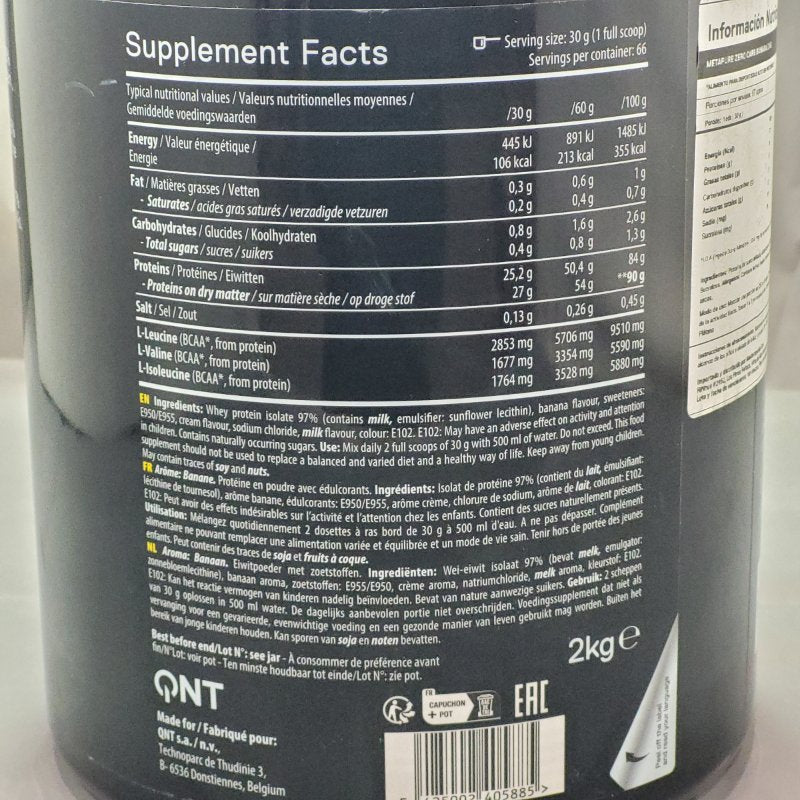 Supplement Facts
Serving size: 30 g (1 full scoop)
Servings per container: 66
Typical nutritional values / Valeurs nutritionnelles moyennes /
Gemiddelde voedingswaarden
/30 g /60 g /100 g
Energy / Valeur énergétique / 445 kJ 891 kJ 1485 kJ
Energie 106 kcal 213 kcal 355 kcal
Fat / Matières grasses / Vetten 0,3 g 0,6 g 1 g
- Saturates / acides gras saturés / verzadigde vetzuren 0,2 g 0,4 g 0,7 g
Carbohydrates / Glucides / Koolhydraten 0,8 g 1,6 g 2,6 g
- Total sugars / sucres / suikers 0,4 g 0,8 g 1,3 g
Proteins / Protéines / Eiwitten 25,2 g 50,4 g 84 g
- Proteins on dry matter / sur matière sèche / op droge stof 27 g 54 g **90 g
Salt / Sel / Zout 0,13 g 0,26 g 0,45 g
L-Leucine (BCAA*, from protein) 2853 mg 5706 mg 9510 mg
L-Valine (BCAA*, from protein) 1677 mg 3354 mg 5590 mg
L-Isoleucine (BCAA*, from protein) 1764 mg 3528 mg 5880 mg
EN Ingredients: Whey protein isolate 97% (contains milk, emulsifier: sunflower lecithin), banana flavour, sweeteners:
E950/E955, cream flavour, sodium chloride, milk flavour, colour: E102. E102: May have an adverse effect on activity and attention
in children. Contains naturally occurring sugars. Use: Mix daily 2 full scoops of 30 g with 500 ml of water. Do not exceed. This food
supplement should not be used to replace a balanced and varied diet and a healthy way of life. Keep away from young children.
May contain traces of soy and nuts.
FR Arôme: Banane. Protéine en poudre avec édulcorants. Ingrédients: Isolat de protéine 97% (contient du lait, émulsifiant:
lécithine de tournesol), arôme banane, édulcorants: E950/E955, arôme crème, chlorure de sodium, arôme de lait, colorant: E102.
E102: Peut avoir des effets indésirables sur l'activité et l'attention chez les enfants. Contient des sucres naturellement présents.
Utilisation: Mélangez quotidiennement 2 dosettes à ras bord de 30 g à 500 ml d'eau. A ne pas dépasser. Complément
alimentaire ne pouvant remplacer une alimentation variée et équilibrée et un mode de vie sain. Tenir hors de portée des jeunes
enfants. Peut contenir des traces de soja et fruits à coque.
NL Aroma: Banaan. Eiwitpoeder met zoetstoffen. Ingrediënten: Wei-eiwit isolaat 97% (bevat melk, emulgator:
zonnebloemlecithine), banaan aroma, zoetstoffen: E955/E950, crème aroma, natriumchloride, melk aroma, kleurstof: E102.
E102: Kan het reactie vermogen van kinderen nadelig beïnvloeden. Bevat van nature aanwezige suikers. Gebruik: 2 scheppen
van 30 g oplossen in 500 ml water. De dagelijks aanbevolen portie niet overschrijden. Voedingssupplement dat niet als
vervanging voor een gevarieerde, evenwichtige voeding en een gezonde manier van leven gebruikt mag worden. Buiten het
bereik van jonge kinderen houden. Kan sporen van soja en noten bevatten.
Best before end/Lot N°: see jar - À consommer de préférence avant
fin/N°Lot: voir pot - Ten minste houdbaar tot einde/Lot N°: zie pot.
2kg e
QNT
Made for / Fabriqué pour:
QNT s.a. / n.v.,
Technoparc de Thudinie 3,
B- 6536 Donstiennes, Belgium
FR
CAPUCHON
+ POT
EAC
405885
Peel off the label
and read your language
Información
METAPURE ZERO CARB
Energía (Kcal)
Proteínas (g)
Grasas totales (g)
Azúcares totales (g)
Sodio (mg)